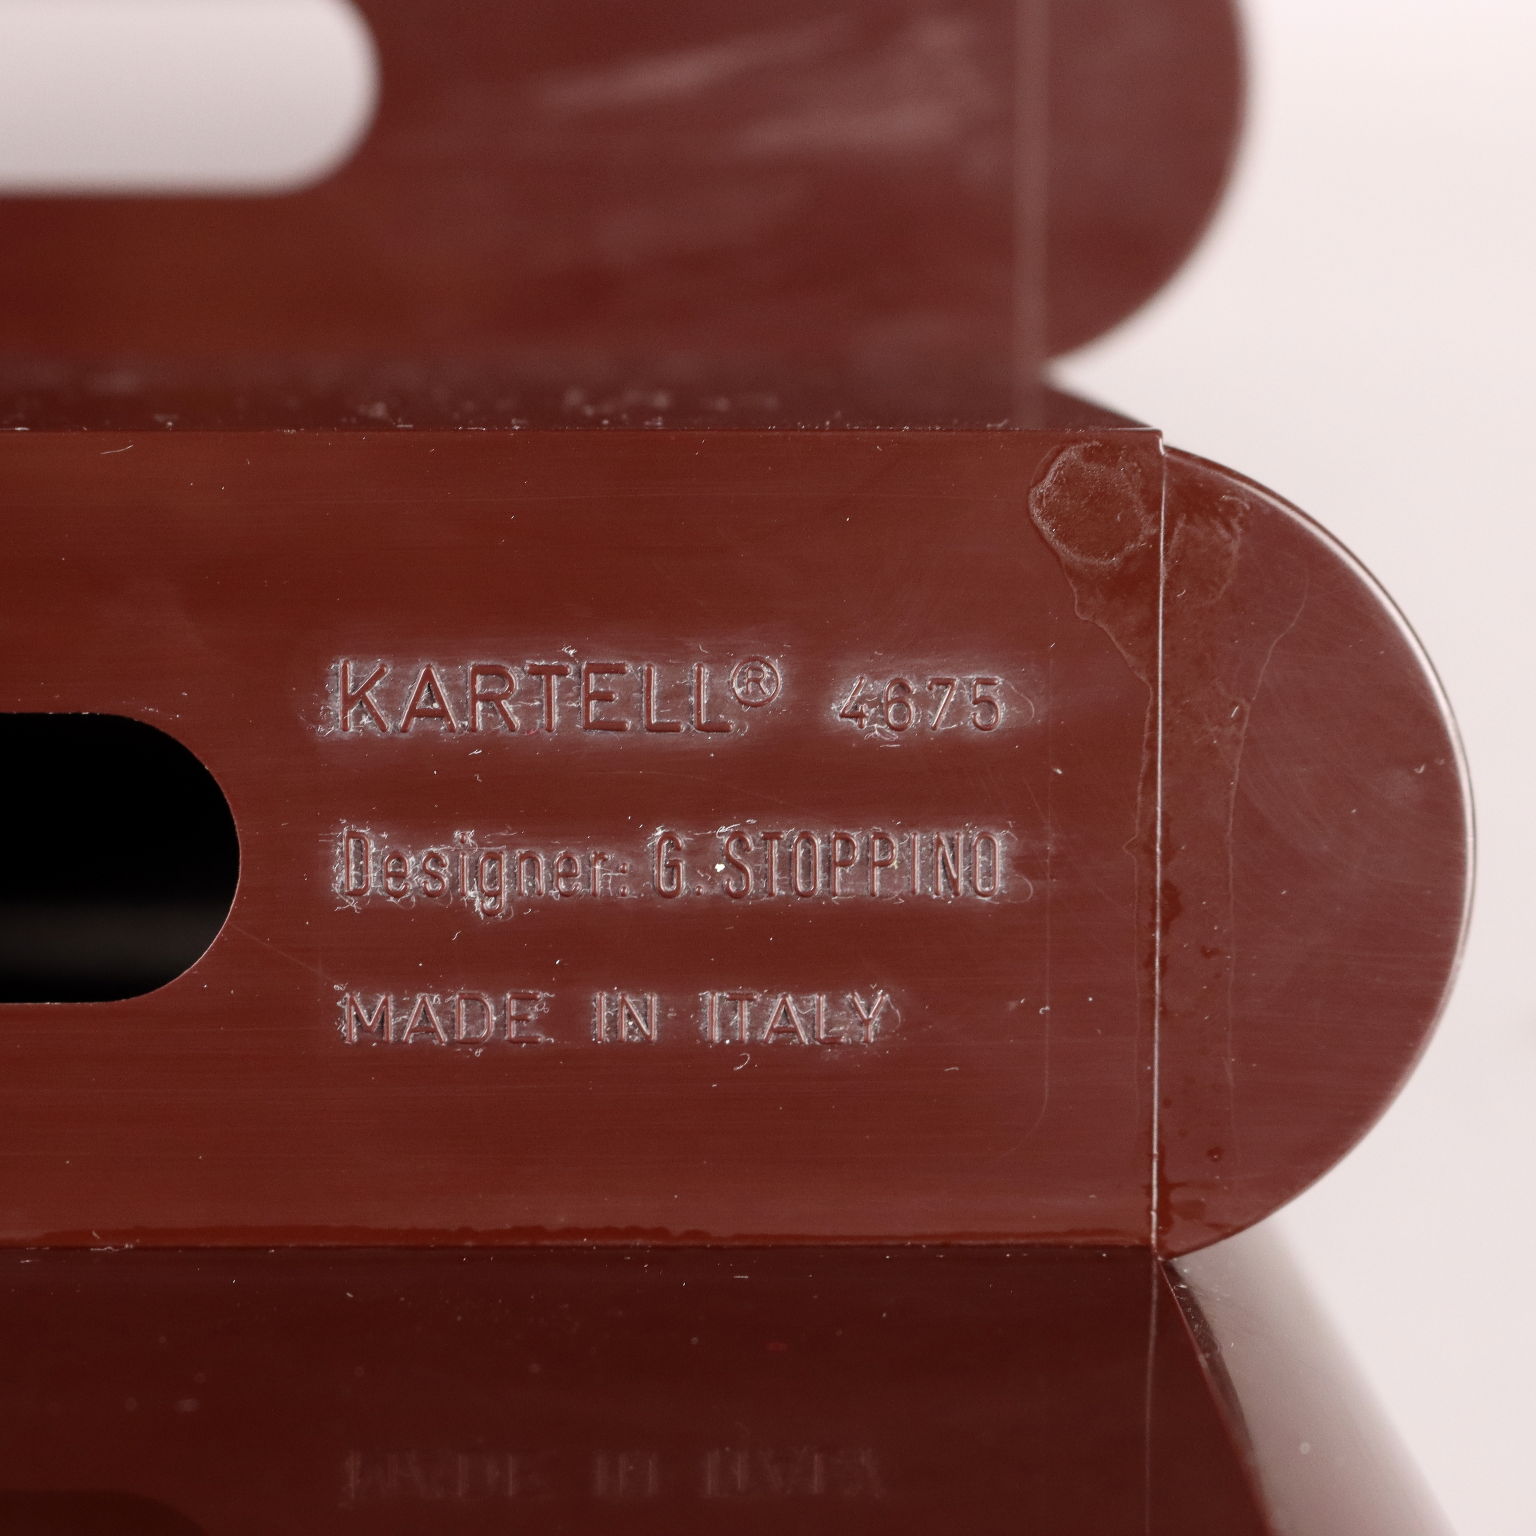 KARTELL® 4675
Designer: G. STOPPINO
MADE IN ITALY